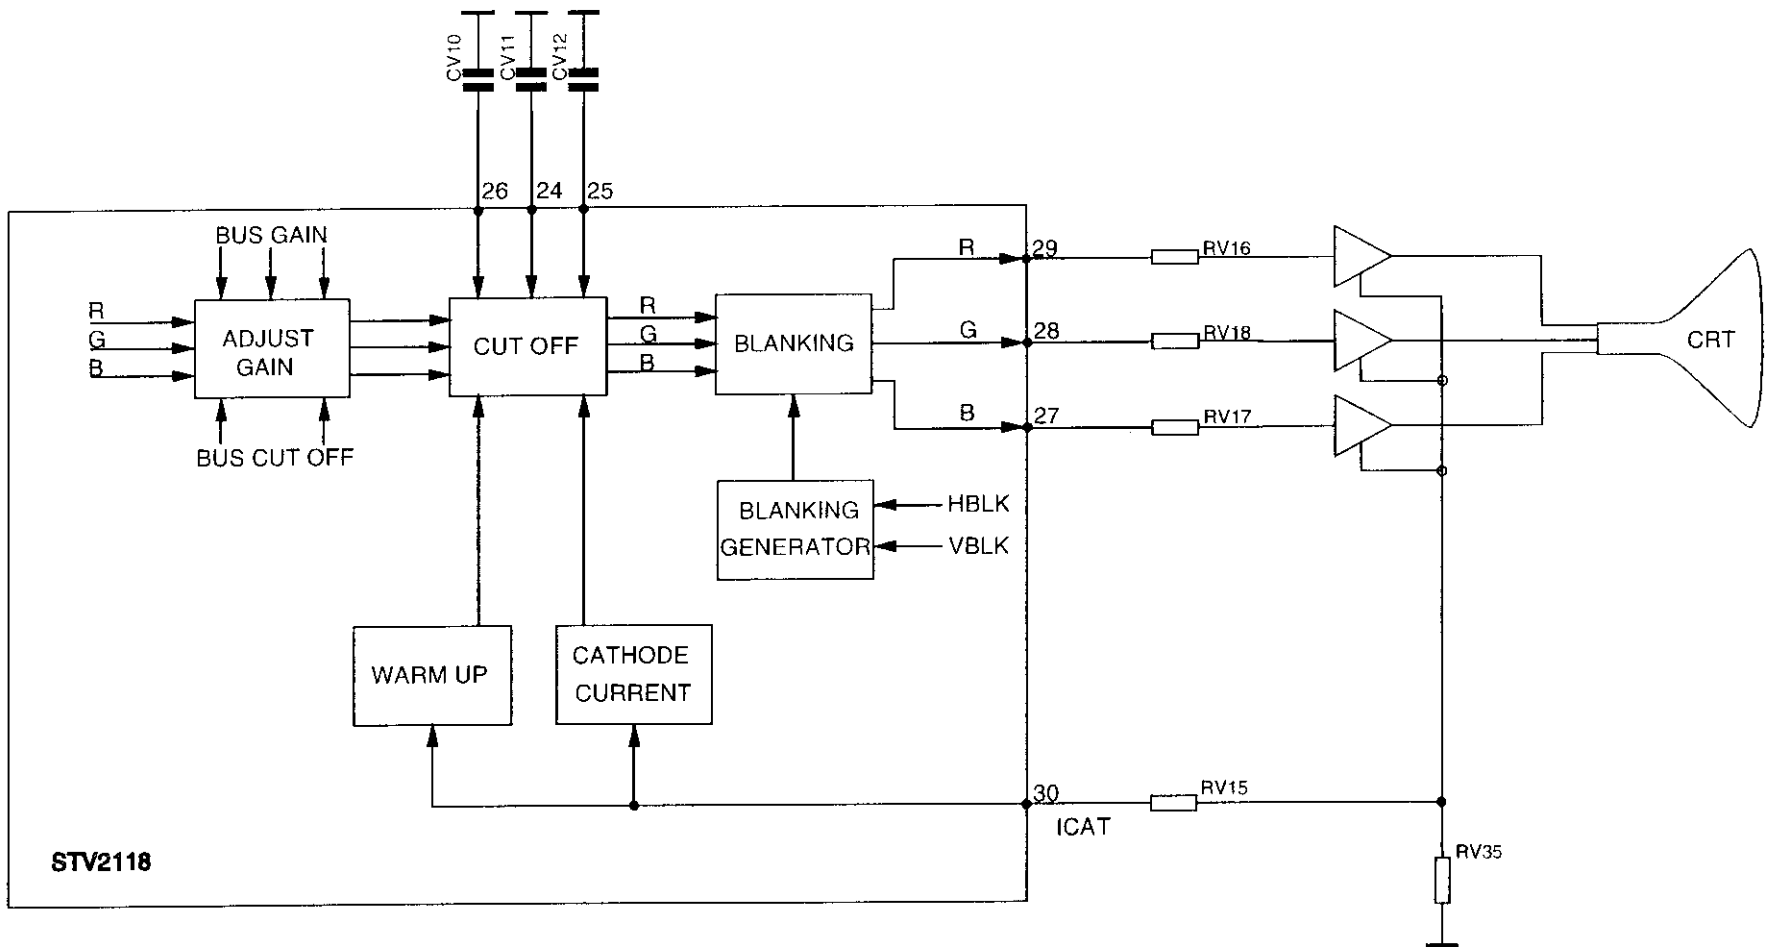 CV10
CV11
CV12
26
24
25
BUS GAIN
R
G
B
ADJUST
GAIN
BUS CUT OFF
CUT OFF
R
G
B
BLANKING
R
G
B
29
28
27
RV16
RV18
RV17
CRT
BLANKING
GENERATOR
HBLK
VBLK
WARM UP
CATHODE
CURRENT
30
ICAT
RV15
RV35
STV2118